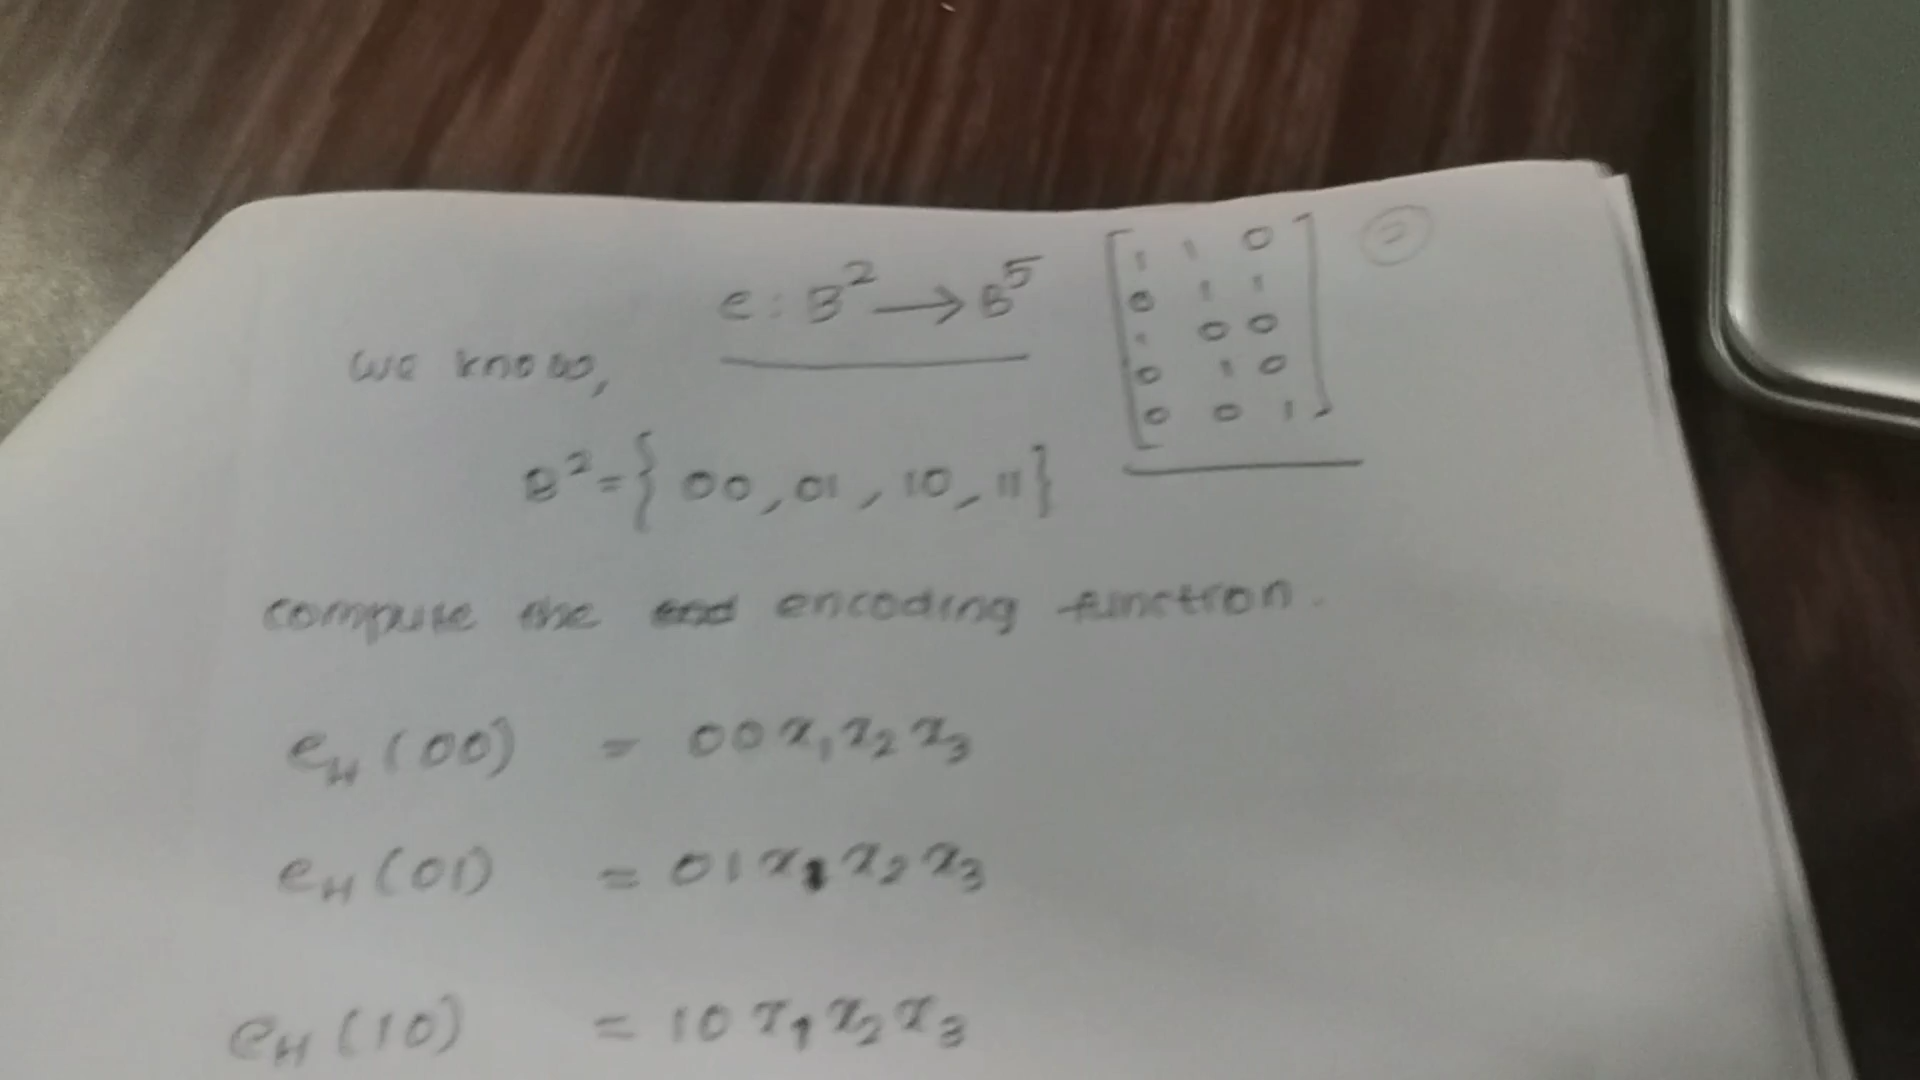 e : B² → B⁵
1 1 0
0 1 1
1 0 0
0 1 0
0 0 1
we know,
B² = { 00, 01, 10, 11 }
compute the encoding function.
e_H (00) = 00 x₁ x₂ x₃
e_H (01) = 01 x₁ x₂ x₃
e_H (10) = 10 x₁ x₂ x₃